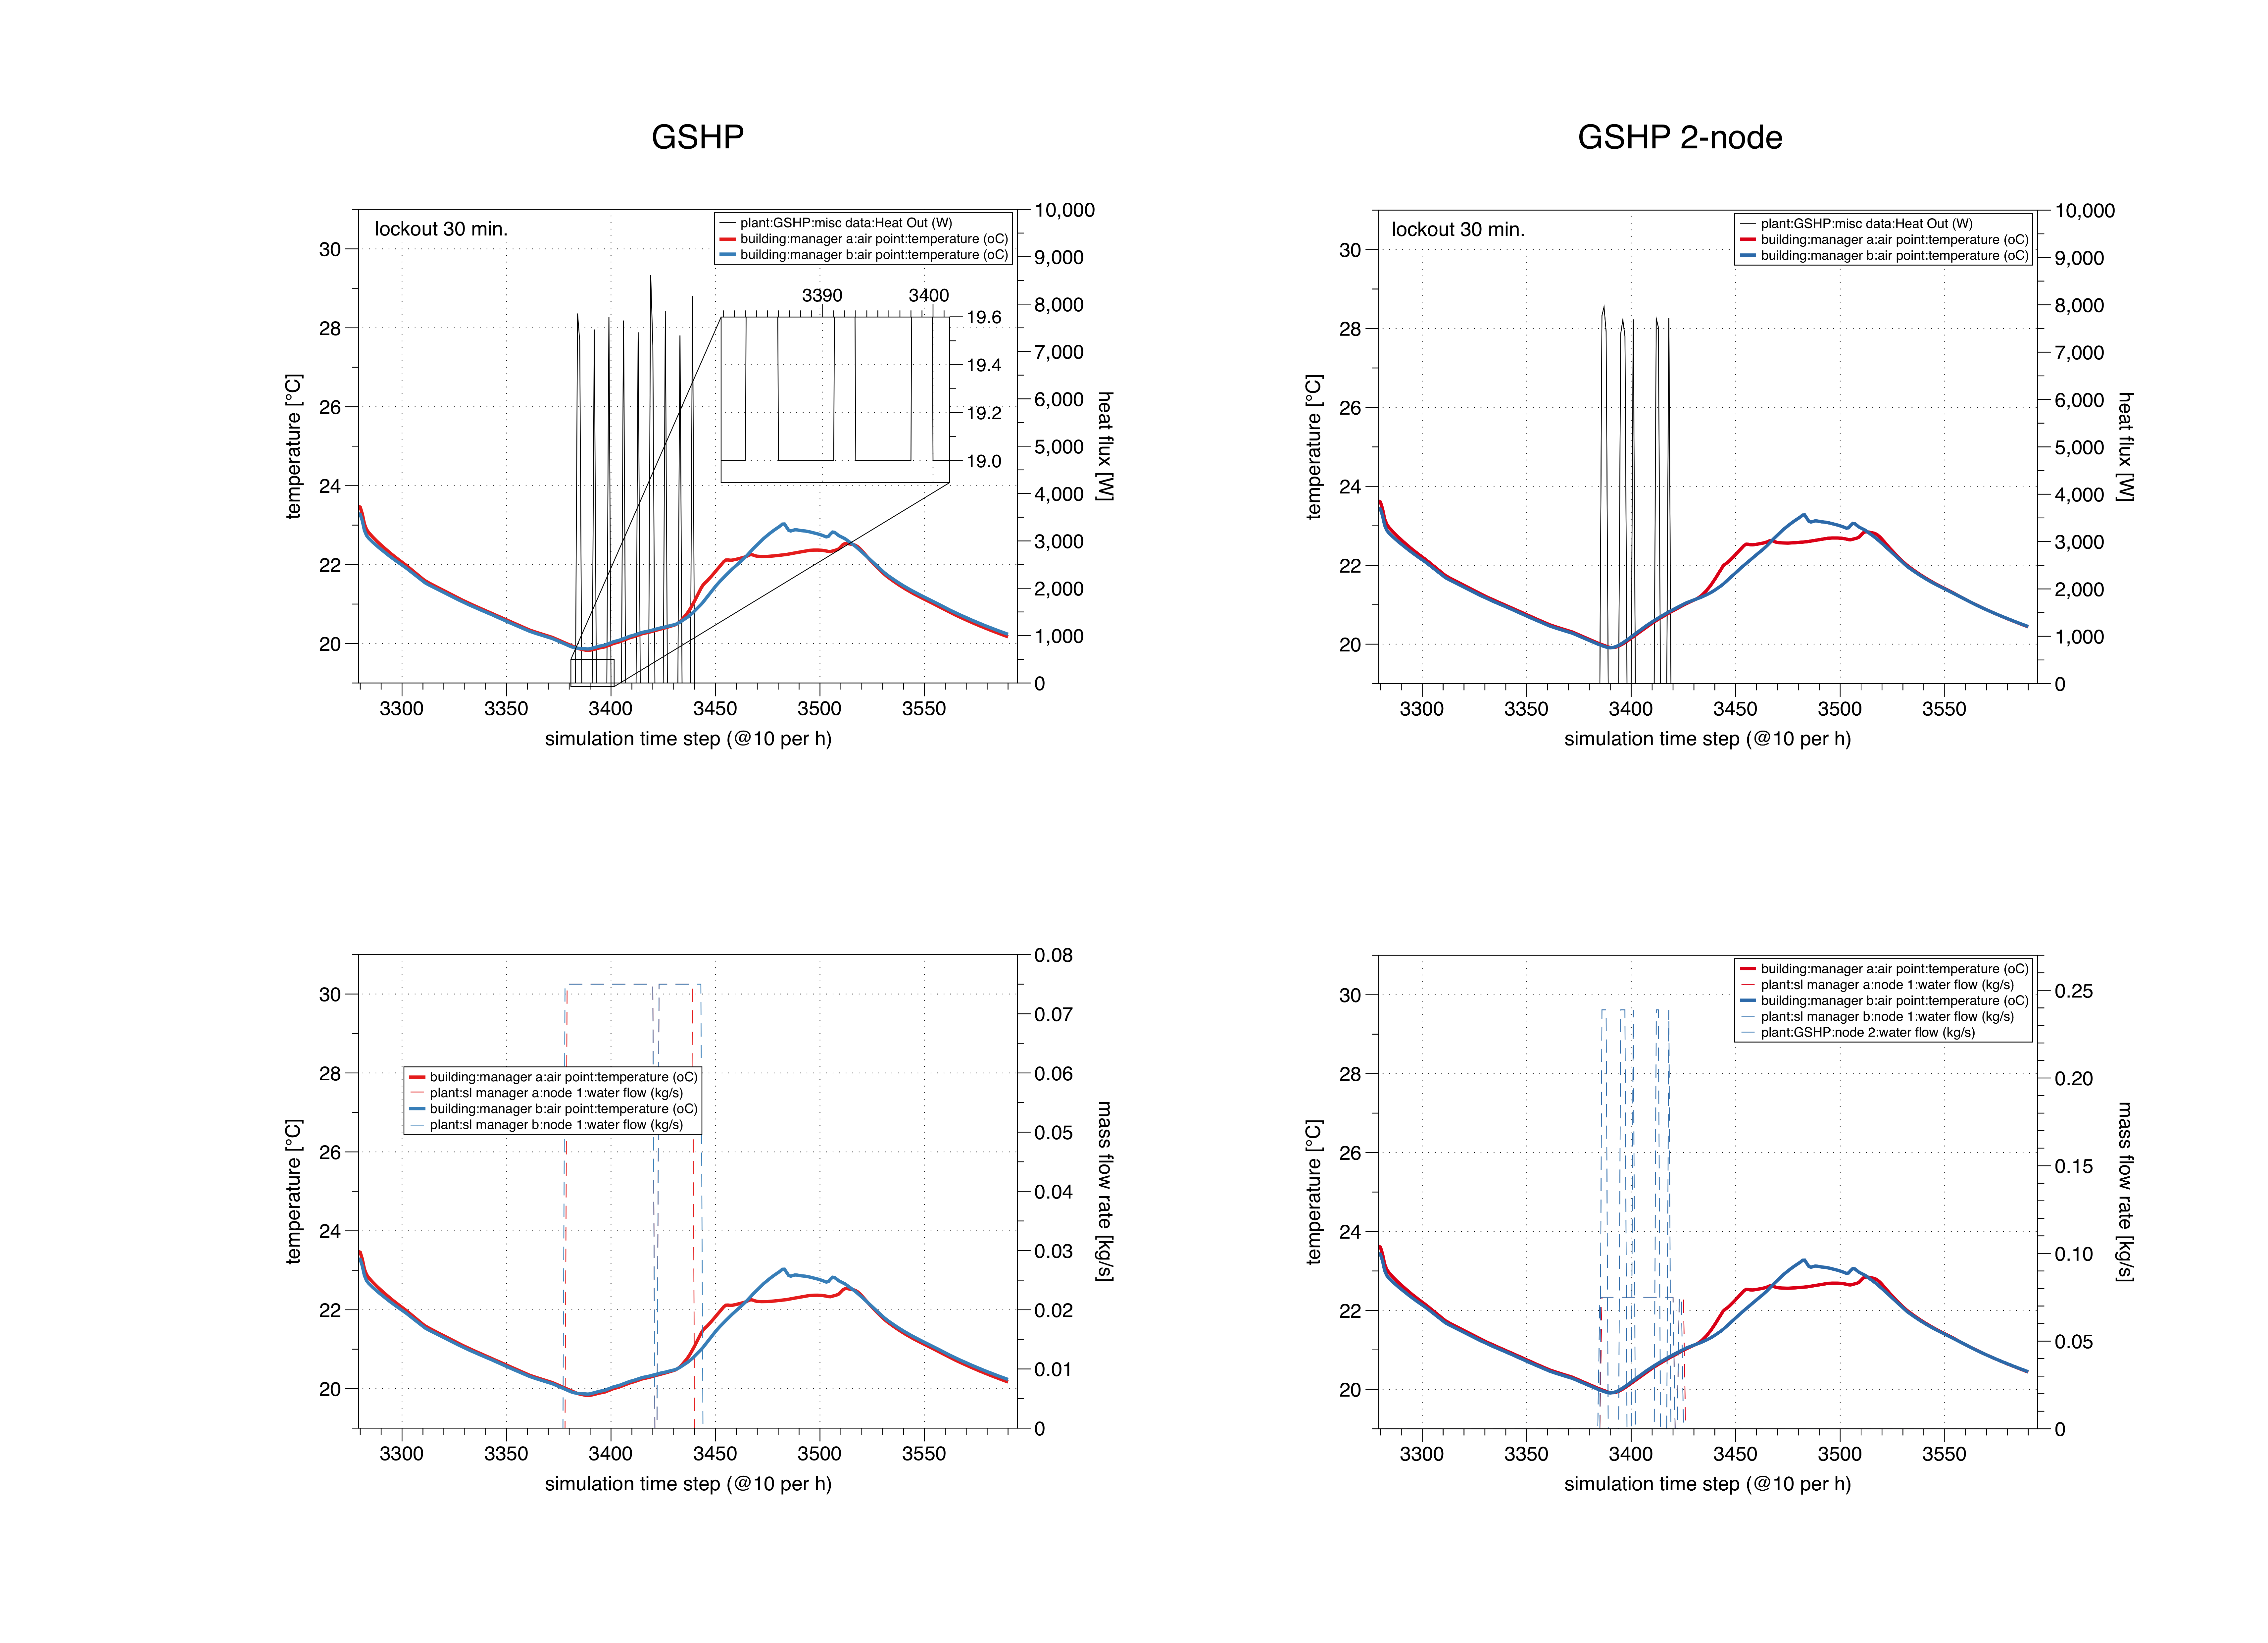 GSHP
GSHP 2-node
lockout 30 min.
plant:GSHP:misc data:Heat Out (W)
building:manager a:air point:temperature (oC)
building:manager b:air point:temperature (oC)
30
28
26
24
22
20
temperature [°C]
10,000
9,000
8,000
7,000
6,000
5,000
4,000
3,000
2,000
1,000
0
heat flux [W]
3390 3400
19.6
19.4
19.2
19.0
3300 3350 3400 3450 3500 3550
simulation time step (@10 per h)
lockout 30 min.
plant:GSHP:misc data:Heat Out (W)
building:manager a:air point:temperature (oC)
building:manager b:air point:temperature (oC)
30
28
26
24
22
20
temperature [°C]
10,000
9,000
8,000
7,000
6,000
5,000
4,000
3,000
2,000
1,000
0
heat flux [W]
3300 3350 3400 3450 3500 3550
simulation time step (@10 per h)
30
28
26
24
22
20
temperature [°C]
building:manager a:air point:temperature (oC)
plant:sl manager a:node 1:water flow (kg/s)
building:manager b:air point:temperature (oC)
plant:sl manager b:node 1:water flow (kg/s)
0.08
0.07
0.06
0.05
0.04
0.03
0.02
0.01
0
mass flow rate [kg/s]
3300 3350 3400 3450 3500 3550
simulation time step (@10 per h)
building:manager a:air point:temperature (oC)
plant:sl manager a:node 1:water flow (kg/s)
building:manager b:air point:temperature (oC)
plant:sl manager b:node 1:water flow (kg/s)
plant:GSHP:node 2:water flow (kg/s)
30
28
26
24
22
20
temperature [°C]
0.25
0.20
0.15
0.10
0.05
0
mass flow rate [kg/s]
3300 3350 3400 3450 3500 3550
simulation time step (@10 per h)